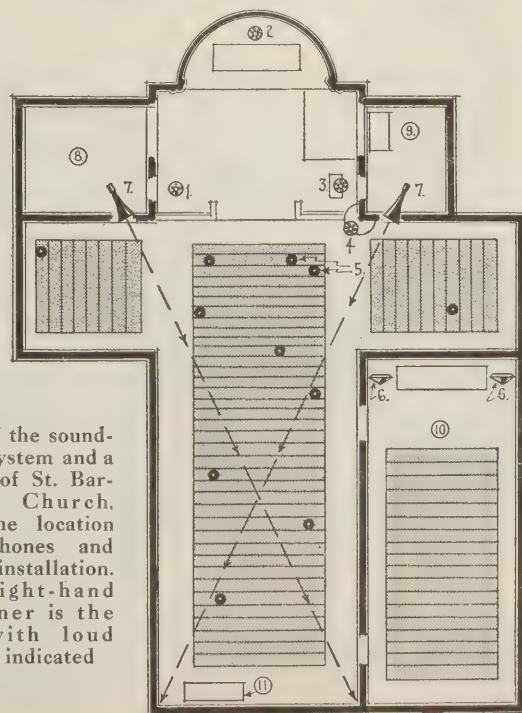 2.
8.
9.
7.
1.
3.
7.
4
5.
6.
6.
10
f the sound-
ystem and a
of St. Bar-
Church,
he location
hones and
installation.
ight-hand
ner is the
with loud
indicated
11